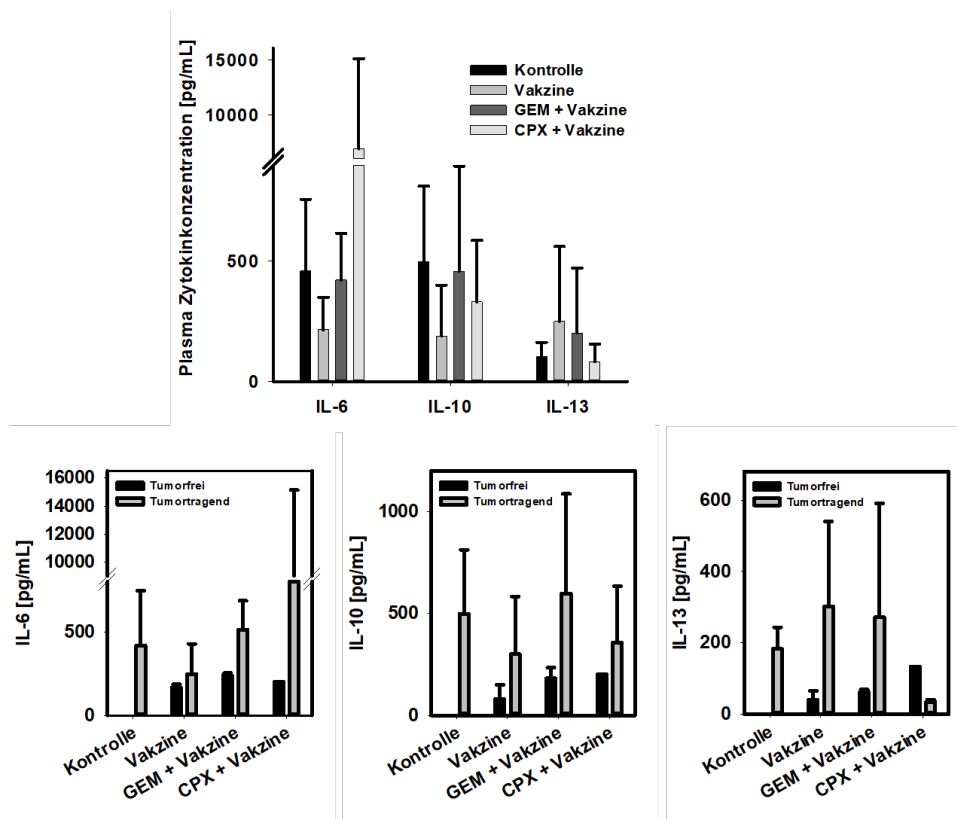 Plasma Zytokinkonzentration [pg/mL]
15000
10000
500
0
Kontrolle
Vakzine
GEM + Vakzine
CPX + Vakzine
IL-6 IL-10 IL-13
IL-6 [pg/mL]
16000
14000
12000
10000
500
0
Tumorfrei
Tumortragend
Kontrolle
Vakzine
GEM + Vakzine
CPX + Vakzine
IL-10 [pg/mL]
1000
500
0
Tumorfrei
Tumortragend
Kontrolle
Vakzine
GEM + Vakzine
CPX + Vakzine
IL-13 [pg/mL]
600
400
200
0
Tumorfrei
Tumortragend
Kontrolle
Vakzine
GEM + Vakzine
CPX + Vakzine